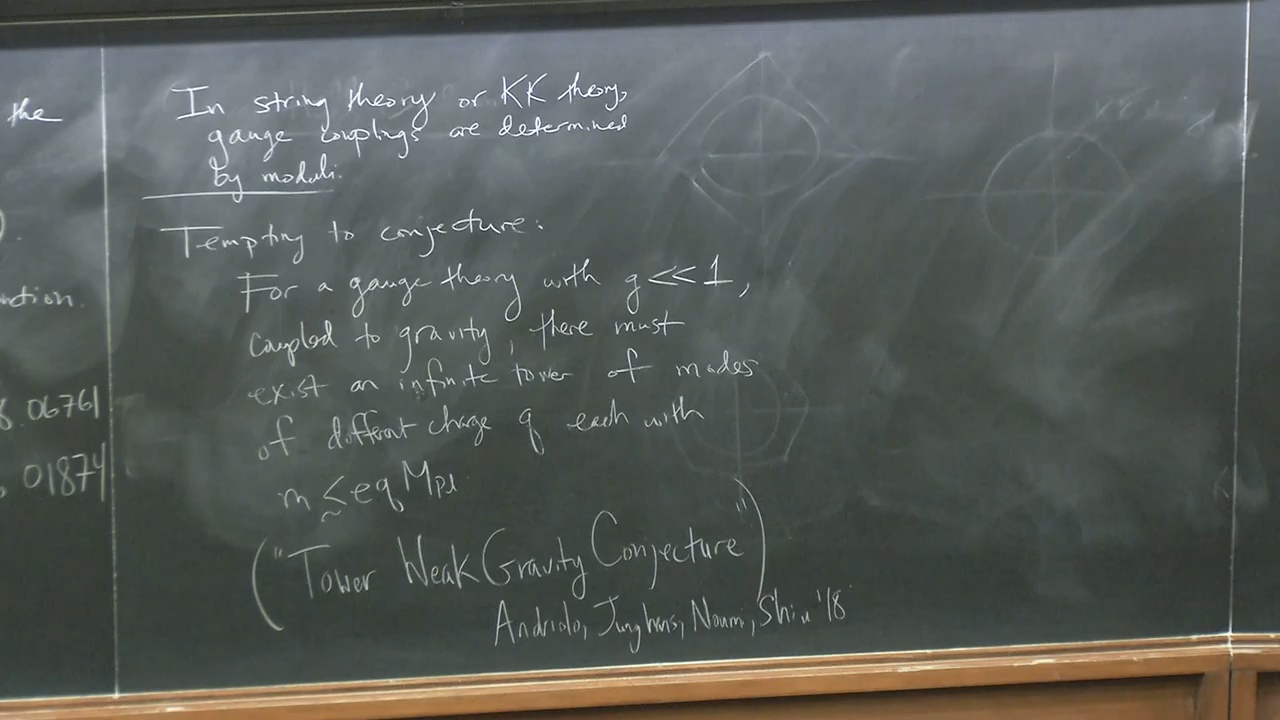 the
).
nction.
8.06761
01874
In string theory or KK theory,
gauge couplings are determined
by moduli.
Tempting to conjecture:
For a gauge theory with g << 1,
coupled to gravity, there must
exist an infinite tower of modes
of different charge q each with
m ≲ eq Mpl
("Tower Weak Gravity Conjecture")
Andriolo, Junghans, Noumi, Shiu '18